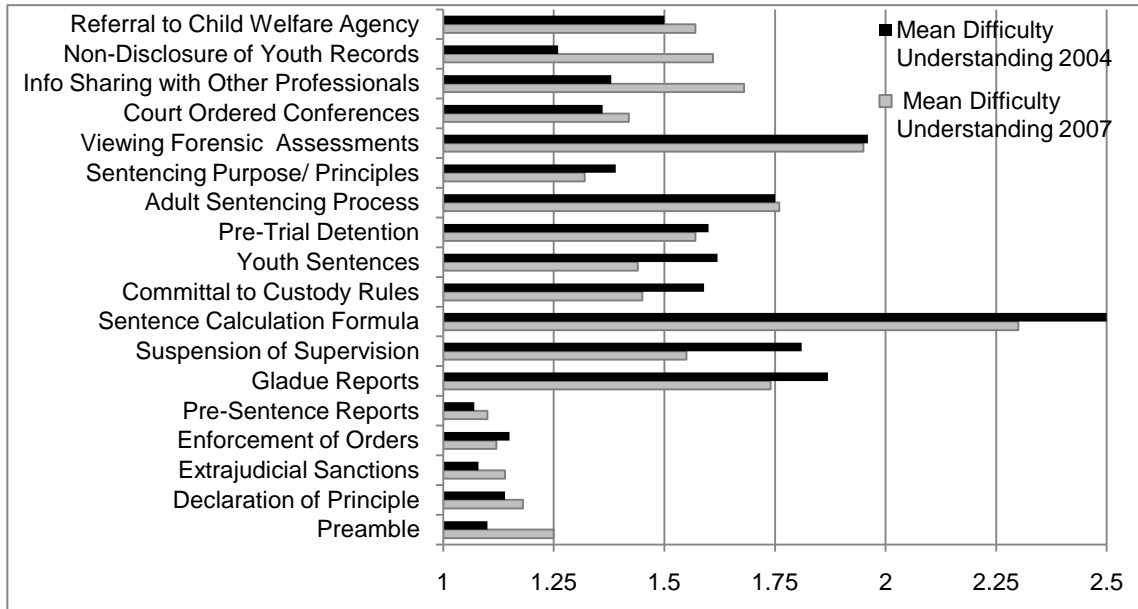 Referral to Child Welfare Agency
Non-Disclosure of Youth Records
Info Sharing with Other Professionals
Court Ordered Conferences
Viewing Forensic Assessments
Sentencing Purpose/ Principles
Adult Sentencing Process
Pre-Trial Detention
Youth Sentences
Committal to Custody Rules
Sentence Calculation Formula
Suspension of Supervision
Gladue Reports
Pre-Sentence Reports
Enforcement of Orders
Extrajudicial Sanctions
Declaration of Principle
Preamble
Mean Difficulty
Understanding 2004
Mean Difficulty
Understanding 2007
1 1.25 1.5 1.75 2 2.25 2.5